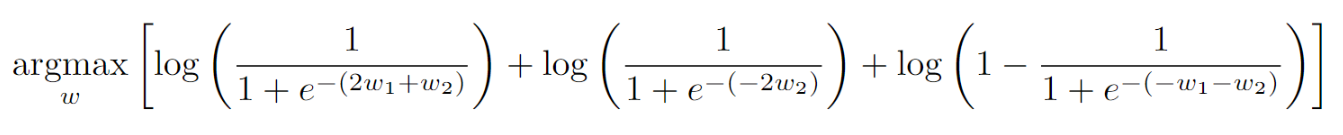 argmax_w [ log ( 1 / (1 + e^{-(2w_1+w_2)}) ) + log ( 1 / (1 + e^{-(-2w_2)}) ) + log ( 1 - 1 / (1 + e^{-(-w_1-w_2)}) ) ]